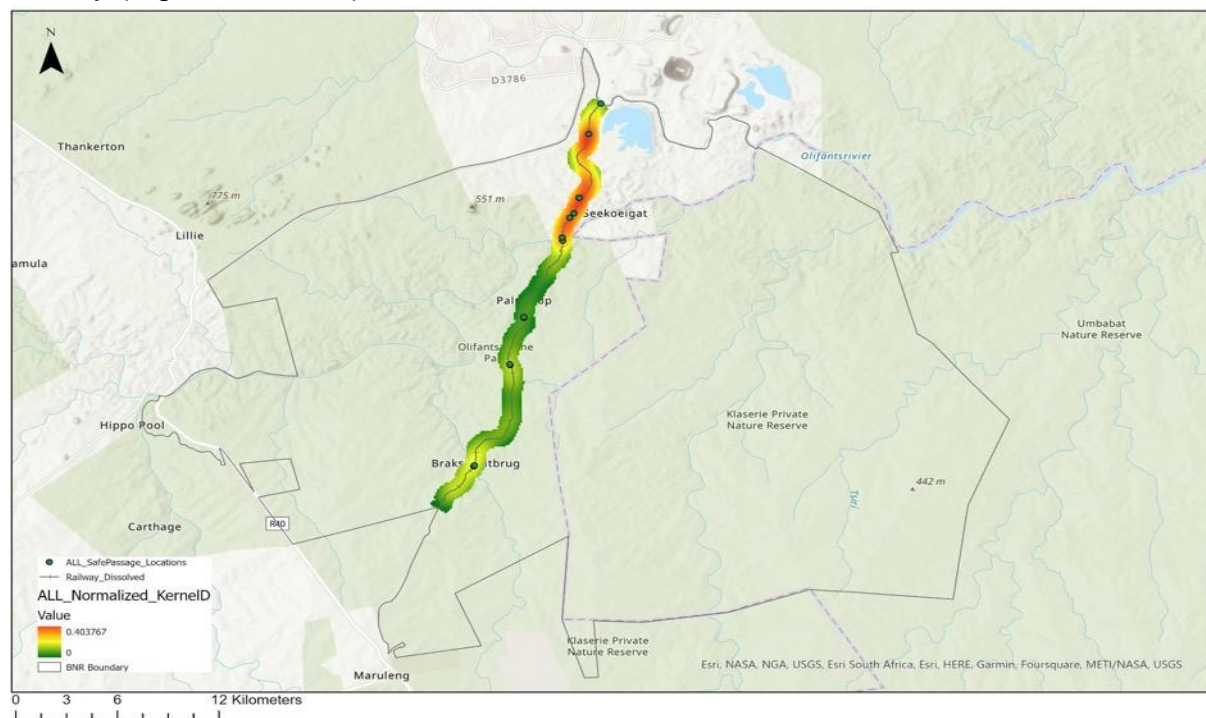 N
D3786
Thankerton
Olifantsrivier
775 m
551 m
Seekoeigat
Lillie
amula
Umbabat
Nature Reserve
Klaserie Private
Nature Reserve
Hippo Pool
442 m
Tsiri
Carthage
R40
ALL_SafePassage_Locations
Railway_Dissolved
ALL_Normalized_KernelD
Value
0.403767
0
BNR Boundary
Klaserie Private
Nature Reserve
Maruleng
Esri, NASA, NGA, USGS, Esri South Africa, Esri, HERE, Garmin, Foursquare, METI/NASA, USGS
0 3 6 12 Kilometers